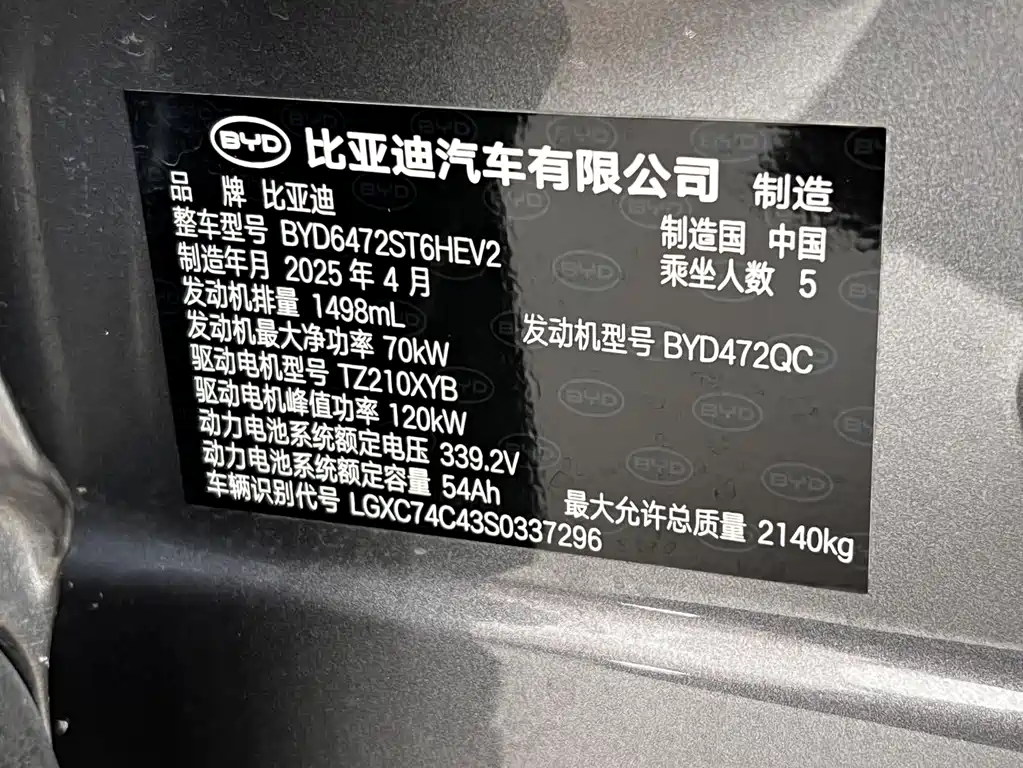 BYD 比亚迪汽车有限公司 制造
品 牌 比亚迪
制造国 中国
整车型号 BYD6472ST6HEV2
乘坐人数 5
制造年月 2025 年 4 月
发动机排量 1498mL
发动机型号 BYD472QC
发动机最大净功率 70kW
驱动电机型号 TZ210XYB
驱动电机峰值功率 120kW
动力电池系统额定电压 339.2V
动力电池系统额定容量 54Ah
最大允许总质量 2140kg
车辆识别代号 LGXC74C43S0337296